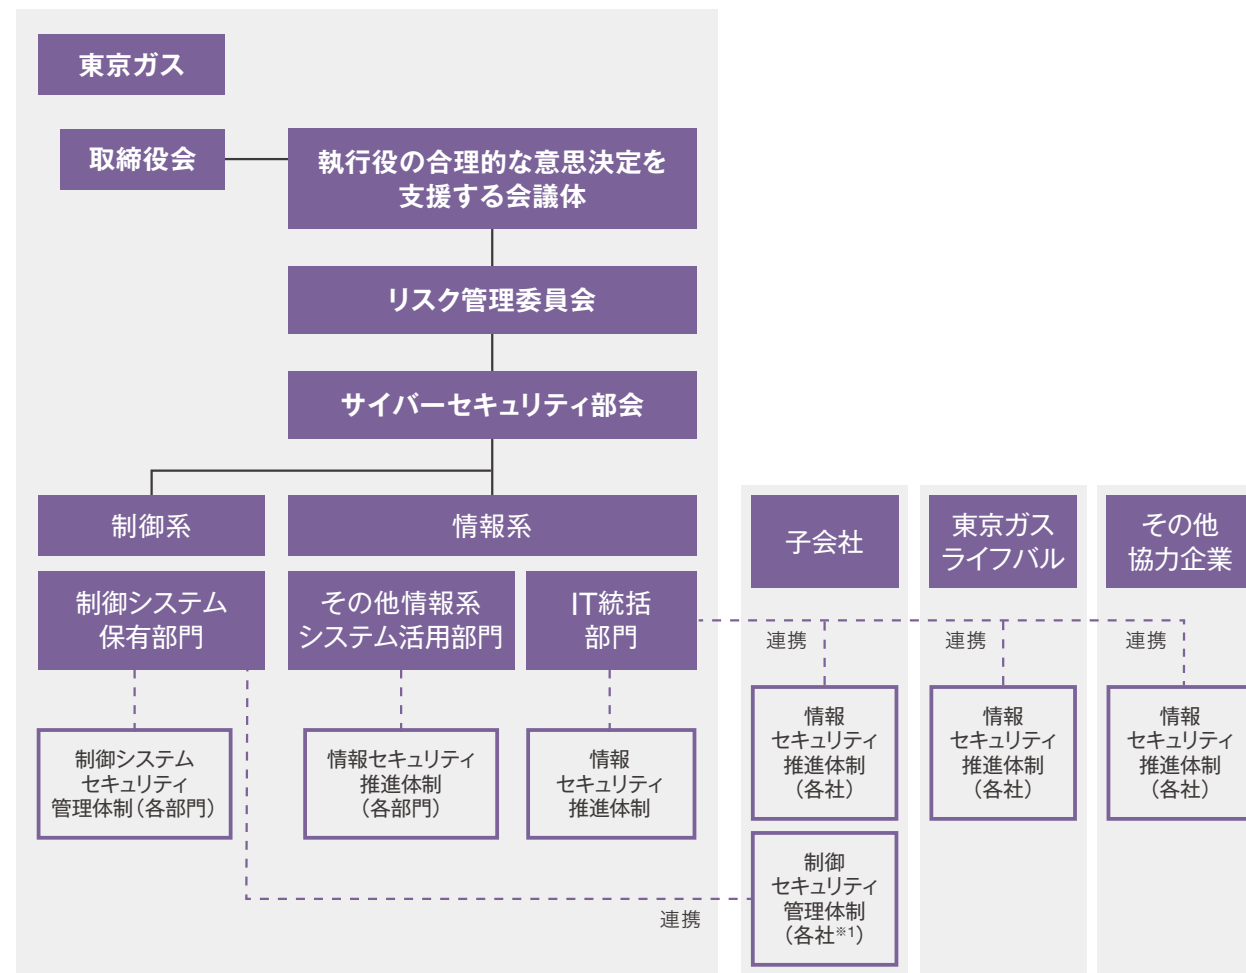 東京ガス
取締役会
執行役の合理的な意思決定を
支援する会議体
リスク管理委員会
サイバーセキュリティ部会
制御系
情報系
制御システム
保有部門
その他情報系
システム活用部門
IT統括
部門
制御システム
セキュリティ
管理体制（各部門）
情報セキュリティ
推進体制
（各部門）
情報
セキュリティ
推進体制
子会社
東京ガス
ライフバル
その他
協力企業
連携
連携
連携
情報
セキュリティ
推進体制
（各社）
情報
セキュリティ
推進体制
（各社）
情報
セキュリティ
推進体制
（各社）
連携
制御
セキュリティ
管理体制
（各社※1）